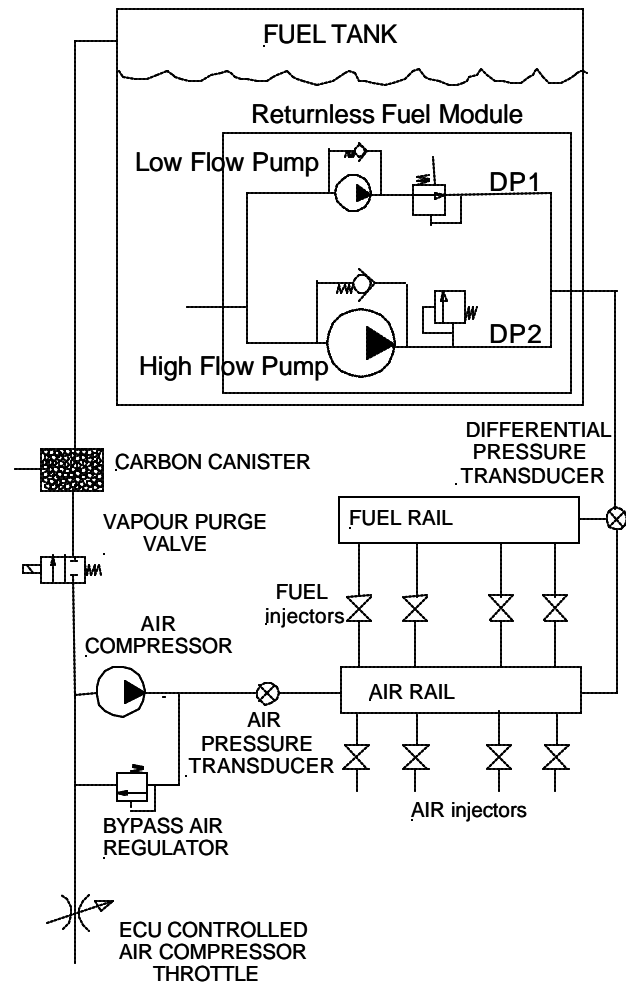 FUEL TANK
Returnless Fuel Module
Low Flow Pump
DP1
DP2
High Flow Pump
DIFFERENTIAL
PRESSURE
TRANSDUCER
CARBON CANISTER
FUEL RAIL
VAPOUR PURGE
VALVE
FUEL
injectors
AIR
COMPRESSOR
AIR RAIL
AIR
PRESSURE
TRANSDUCER
AIR injectors
BYPASS AIR
REGULATOR
ECU CONTROLLED
AIR COMPRESSOR
THROTTLE